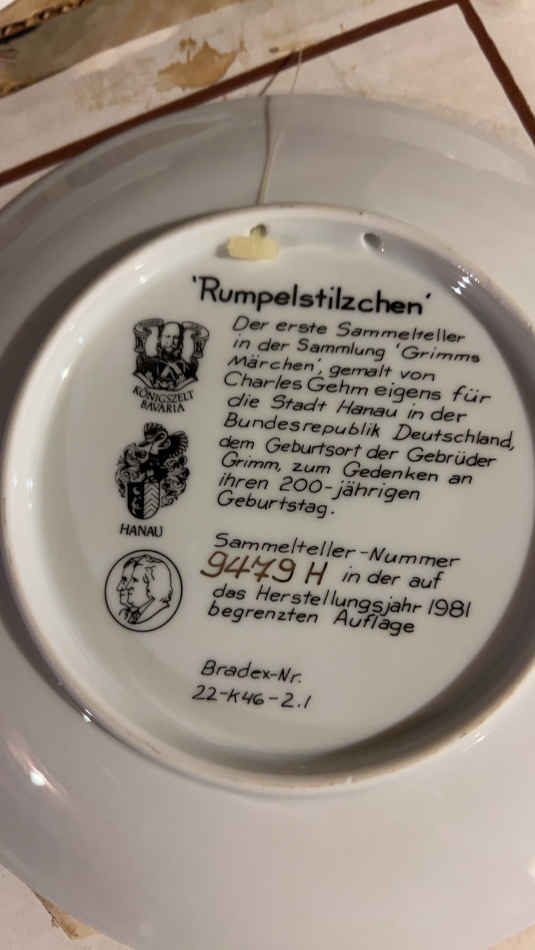 'Rumpelstilzchen'
Der erste Sammelteller
in der Sammlung 'Grimms
Märchen', gemalt von
Charles Gehm eigens für
die Stadt Hanau in der
Bundesrepublik Deutschland,
dem Geburtsort der Gebrüder
Grimm, zum Gedenken an
ihren 200-jährigen
Geburtstag.
KÖNIGSZELT
BAVARIA
HANAU
Sammelteller-Nummer
9479 H in der auf
das Herstellungsjahr 1981
begrenzten Auflage
Bradex-Nr.
22-K46-2.1